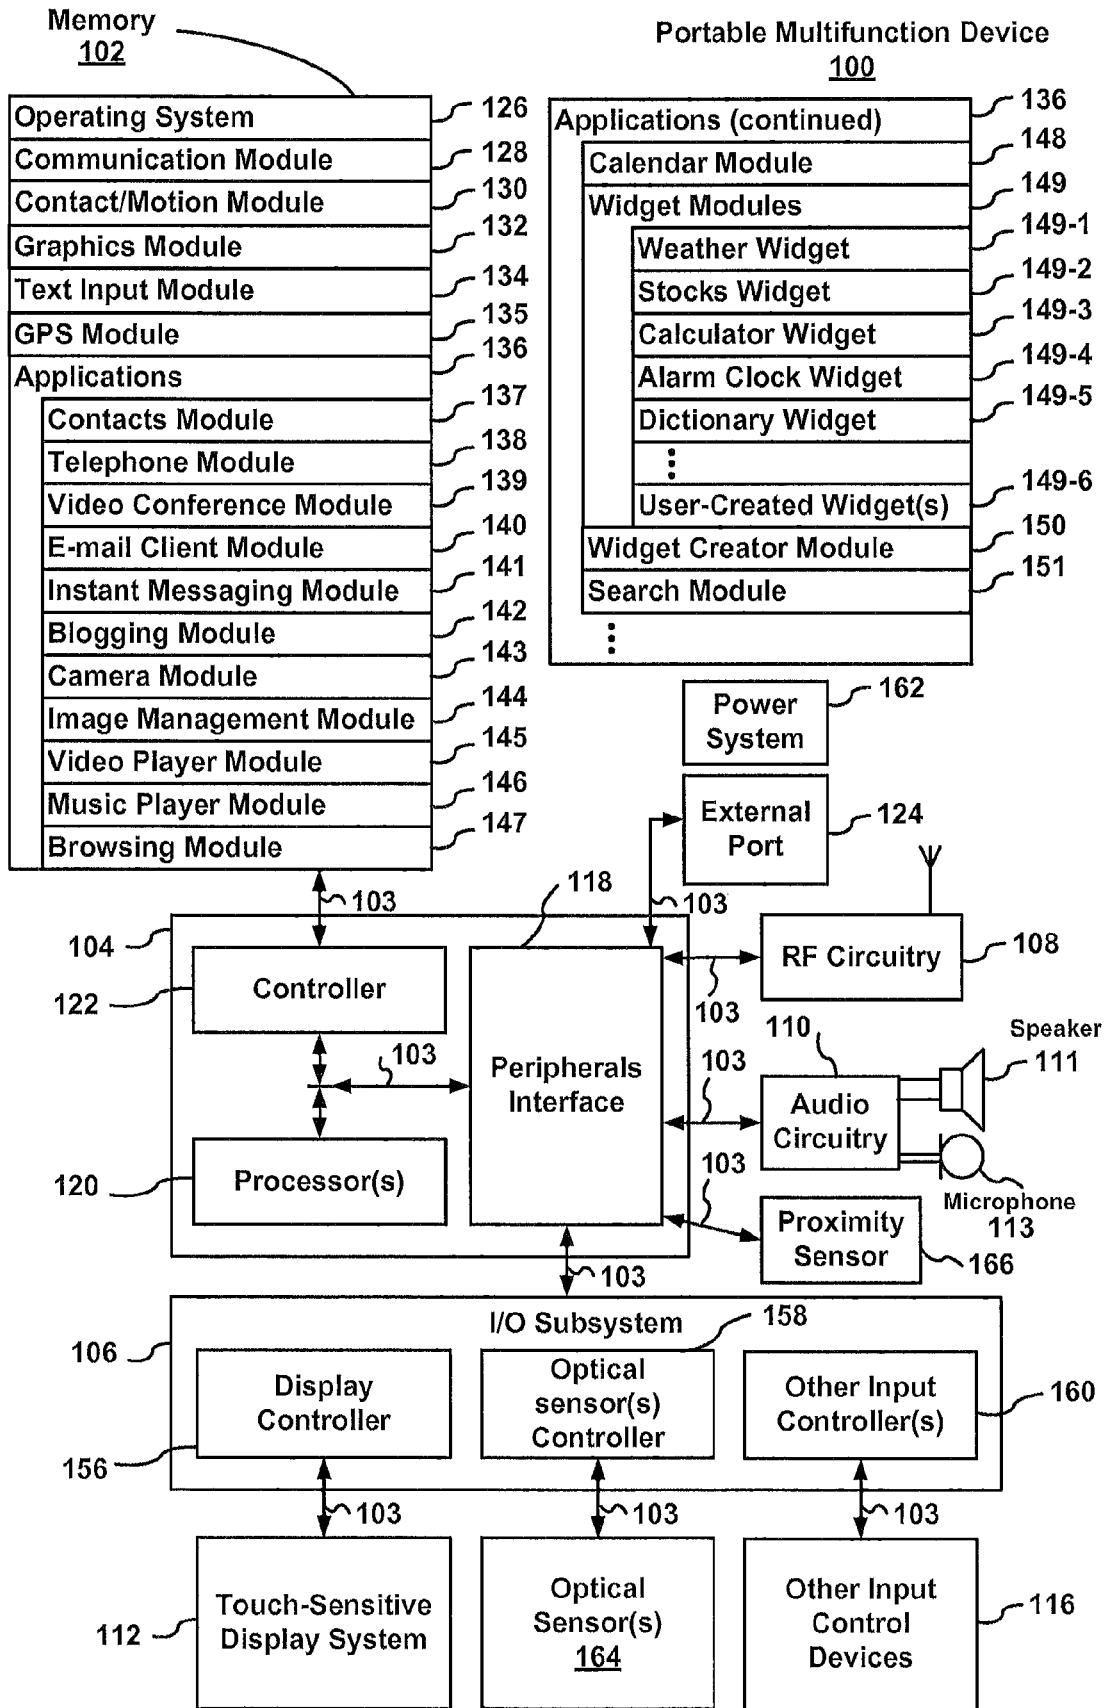 Memory
102
Portable Multifunction Device
100
Operating System
126
Communication Module
128
Contact/Motion Module
130
Graphics Module
132
Text Input Module
134
GPS Module
135
Applications
136
Contacts Module
137
Telephone Module
138
Video Conference Module
139
E-mail Client Module
140
Instant Messaging Module
141
Blogging Module
142
Camera Module
143
Image Management Module
144
Video Player Module
145
Music Player Module
146
Browsing Module
147
Applications (continued)
136
Calendar Module
148
Widget Modules
149
Weather Widget
149-1
Stocks Widget
149-2
Calculator Widget
149-3
Alarm Clock Widget
149-4
Dictionary Widget
149-5
User-Created Widget(s)
149-6
Widget Creator Module
150
Search Module
151
Power
System
162
External
Port
124
103
118
103
104
Controller
122
RF Circuitry
108
103
103
Peripherals
Interface
Processor(s)
120
110
Speaker
111
103
Audio
Circuitry
Microphone
113
103
Proximity
Sensor
166
103
I/O Subsystem
158
106
Display
Controller
156
Optical
sensor(s)
Controller
Other Input
Controller(s)
160
103
103
103
Touch-Sensitive
Display System
112
Optical
Sensor(s)
164
Other Input
Control
Devices
116